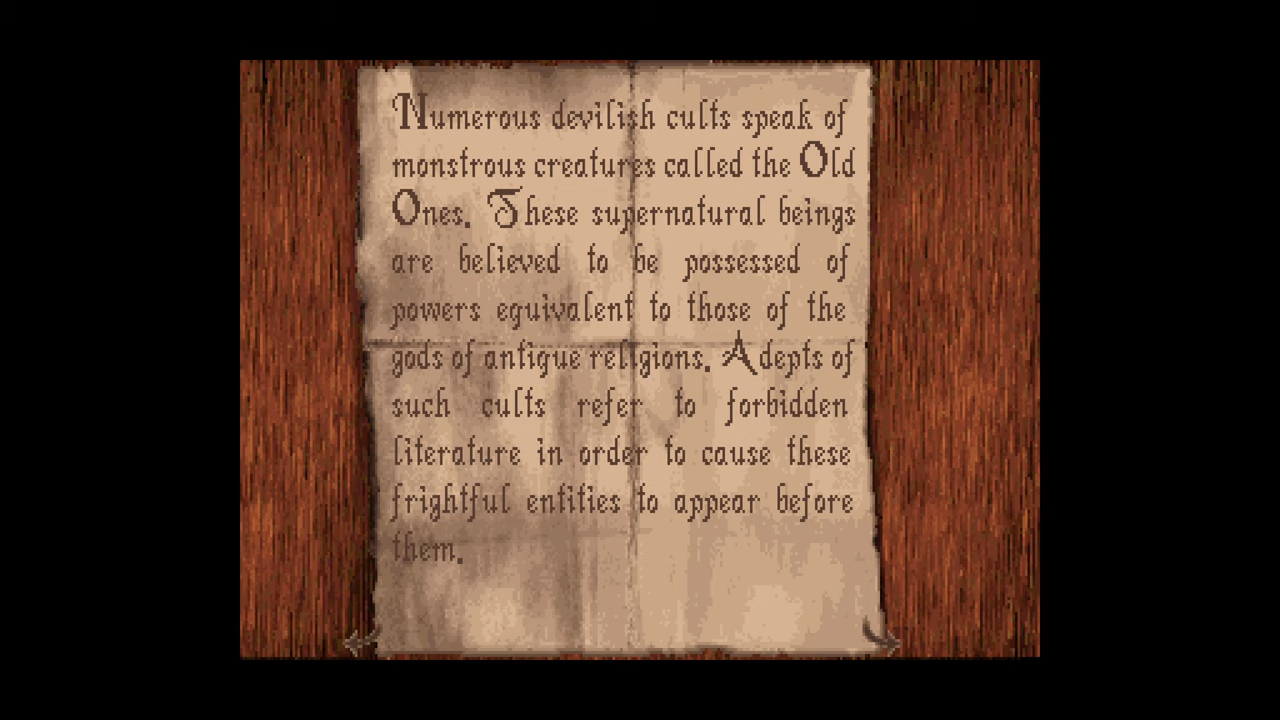 Numerous devilish cults speak of
monstrous creatures called the Old
Ones. These supernatural beings
are believed to be possessed of
powers equivalent to those of the
gods of antique religions. Adepts of
such cults refer to forbidden
literature in order to cause these
frightful entities to appear before
them.